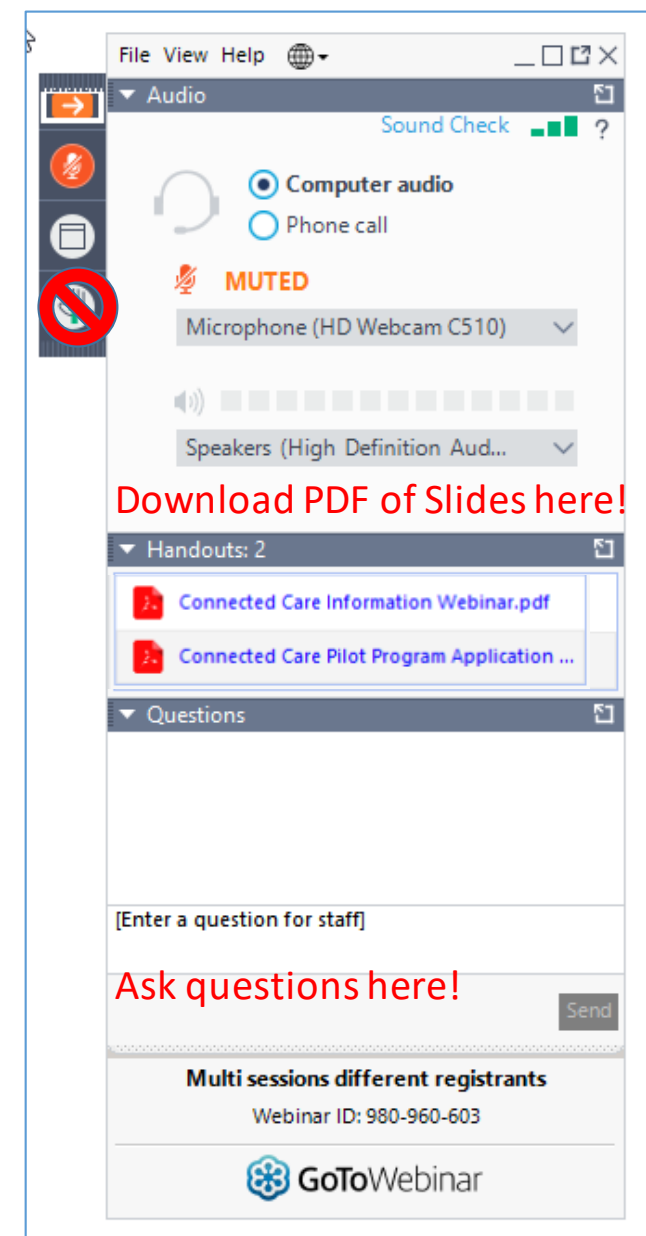 File View Help
Audio
Sound Check ?
Computer audio
Phone call
MUTED
Microphone (HD Webcam C510)
Speakers (High Definition Aud...
Download PDF of Slides here!
Handouts: 2
Connected Care Information Webinar.pdf
Connected Care Pilot Program Application ...
Questions
[Enter a question for staff]
Ask questions here!
Send
Multi sessions different registrants
Webinar ID: 980-960-603
GoToWebinar